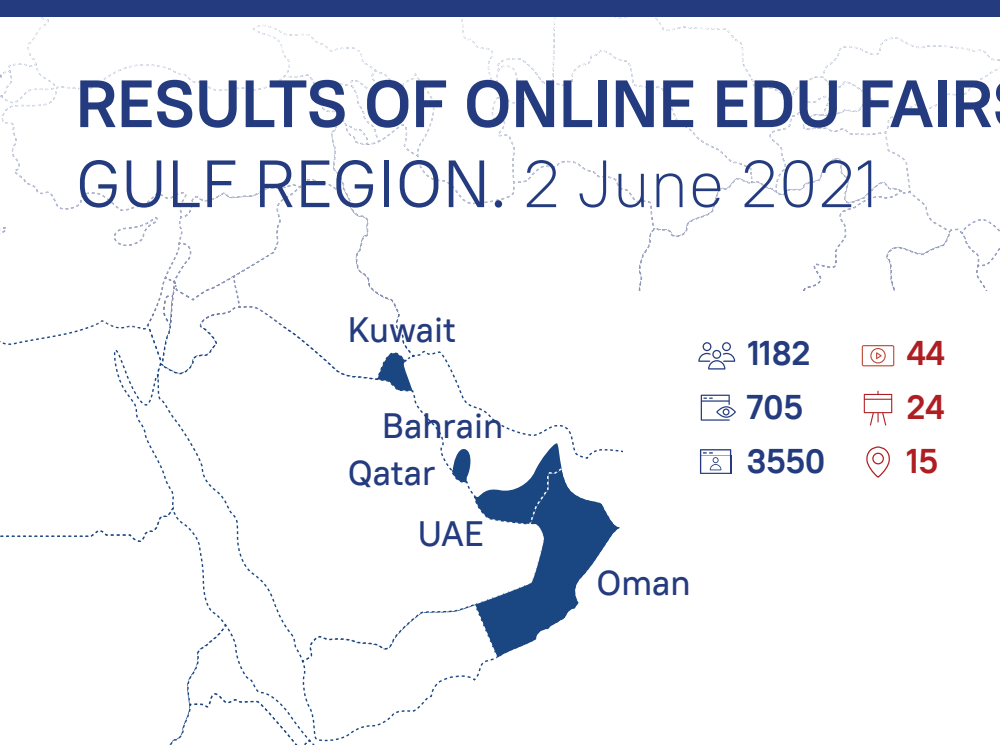 RESULTS OF ONLINE EDU FAIRS
GULF REGION. 2 June 2021
Kuwait
Bahrain
Qatar
UAE
Oman
1182 44
705 24
3550 15